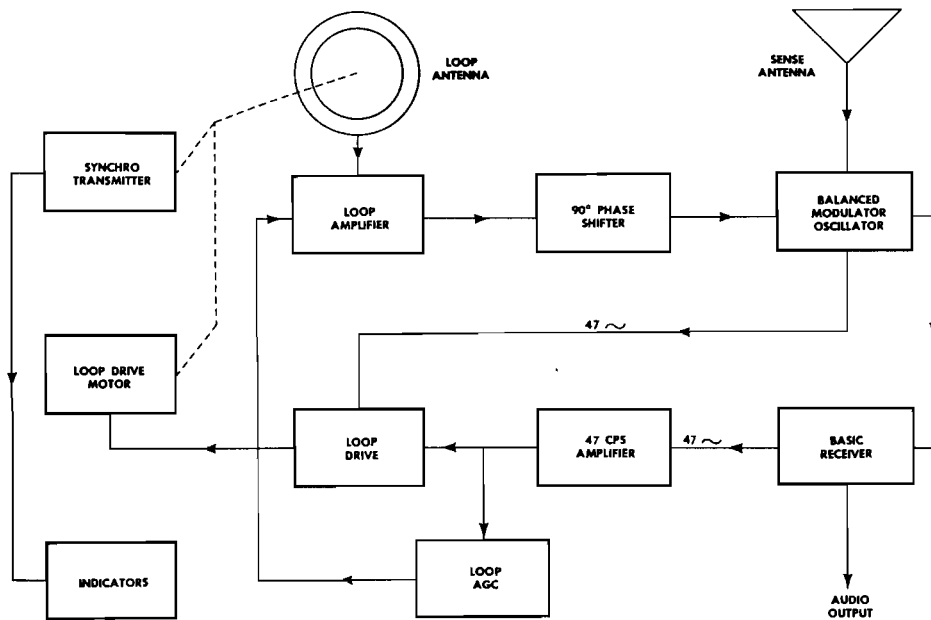 LOOP
ANTENNA
SENSE
ANTENNA
SYNCHRO
TRANSMITTER
LOOP
AMPLIFIER
90° PHASE
SHIFTER
BALANCED
MODULATOR
OSCILLATOR
47 ～
LOOP DRIVE
MOTOR
LOOP
DRIVE
47 CPS
AMPLIFIER
47 ～
BASIC
RECEIVER
INDICATORS
LOOP
AGC
AUDIO
OUTPUT